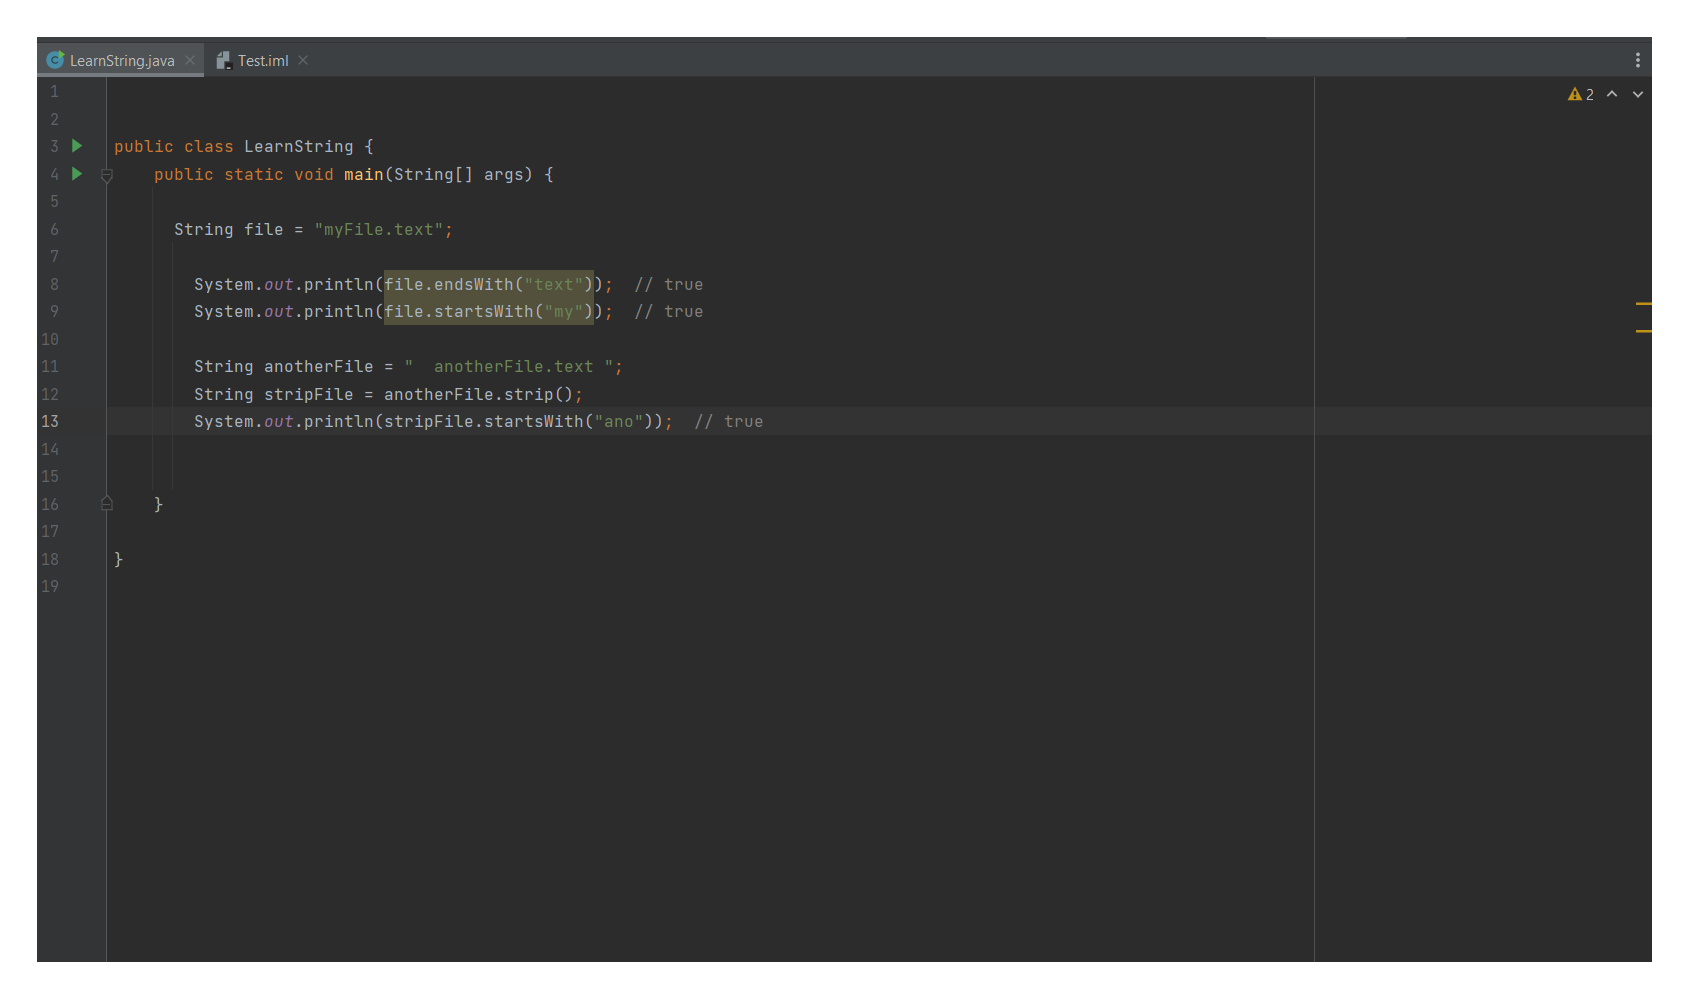 LearnString.java Test.iml
2
1
2
3 public class LearnString {
4 public static void main(String[] args) {
5
6 String file = "myFile.text";
7
8 System.out.println(file.endsWith("text")); // true
9 System.out.println(file.startsWith("my")); // true
10
11 String anotherFile = "  anotherFile.text ";
12 String stripFile = anotherFile.strip();
13 System.out.println(stripFile.startsWith("ano")); // true
14
15
16 }
17
18 }
19